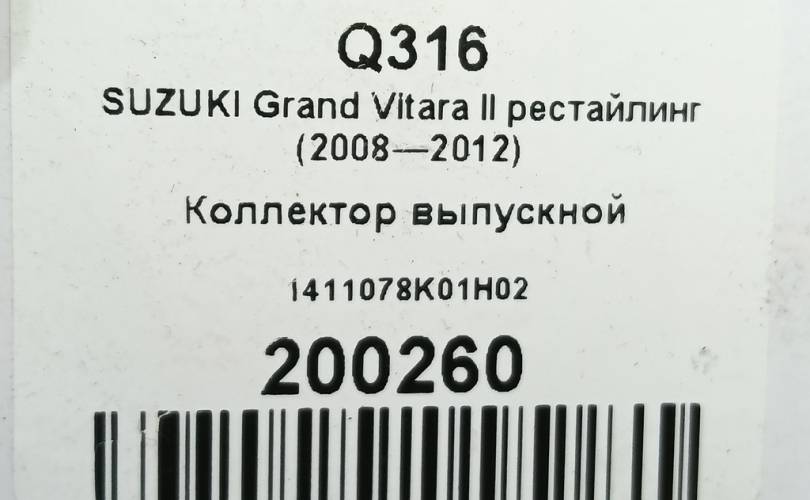 Q316
SUZUKI Grand Vitara II рестайлинг
(2008—2012)
Коллектор выпускной
1411078K01H02
200260